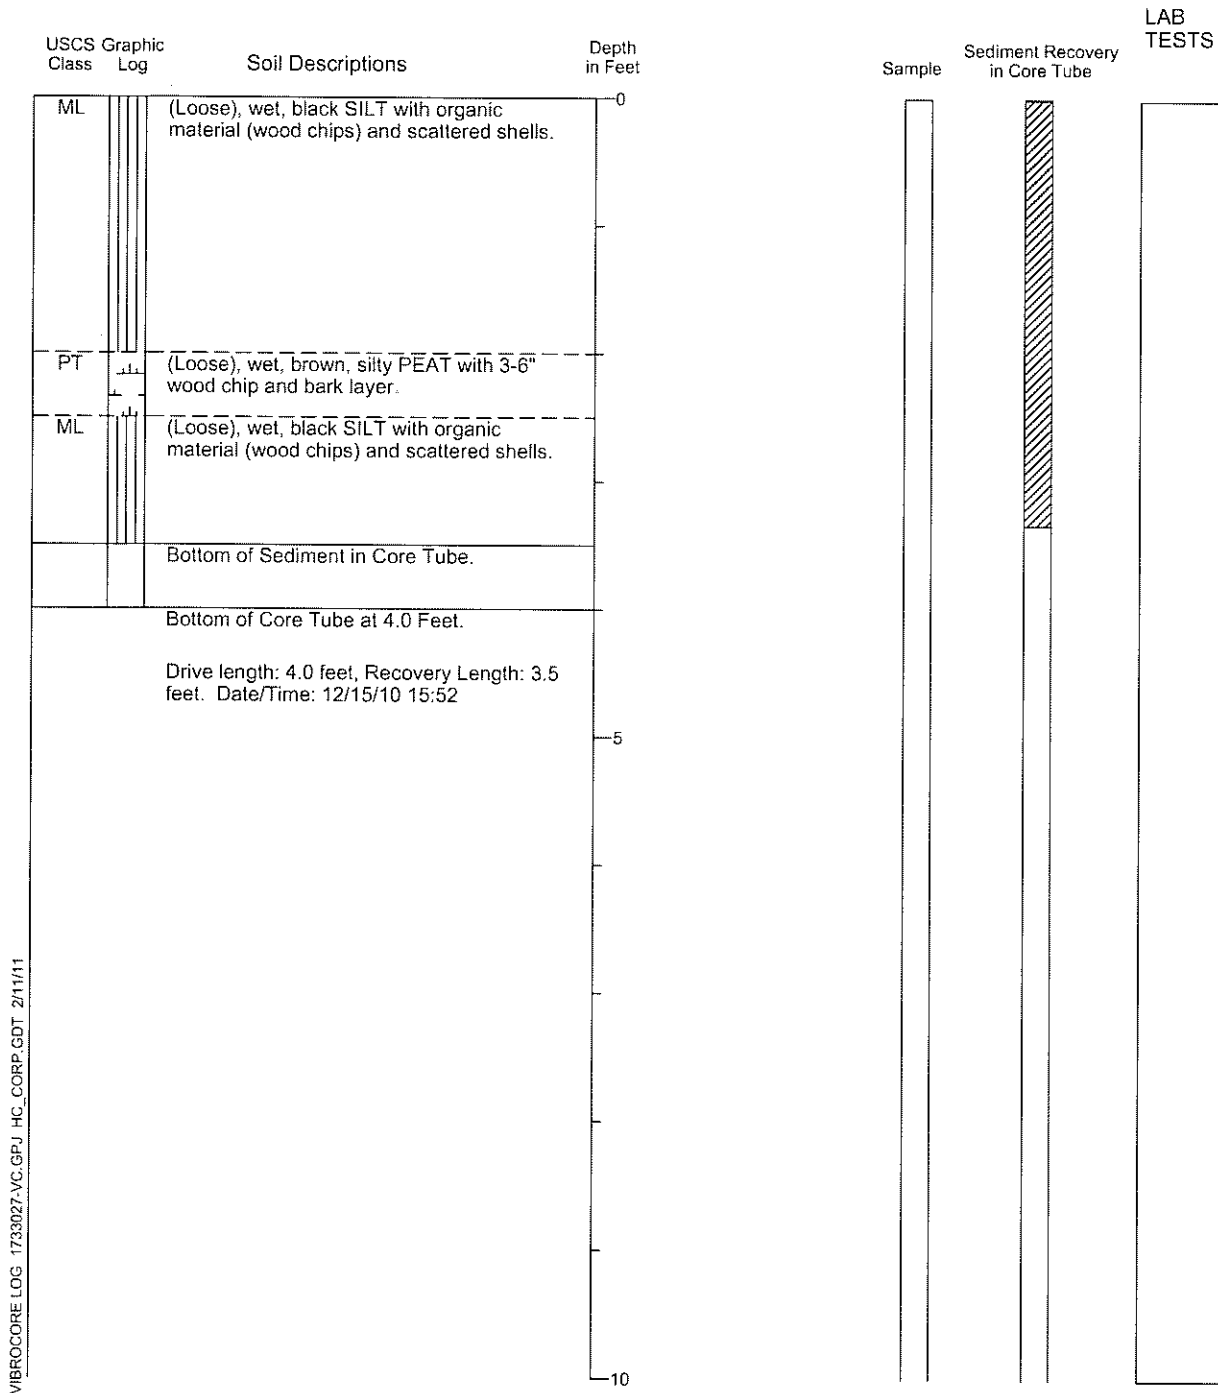 LAB
TESTS
USCS Graphic
Class Log
Soil Descriptions
Depth
in Feet
Sample
Sediment Recovery
in Core Tube
ML
(Loose), wet, black SILT with organic
material (wood chips) and scattered shells.
0
PT
(Loose), wet, brown, silty PEAT with 3-6"
wood chip and bark layer.
ML
(Loose), wet, black SILT with organic
material (wood chips) and scattered shells.
Bottom of Sediment in Core Tube.
Bottom of Core Tube at 4.0 Feet.
Drive length: 4.0 feet, Recovery Length: 3.5
feet. Date/Time: 12/15/10 15:52
5
10
VIBROCORE LOG 1733027-VC.GPJ HC_CORP.GDT 2/11/11